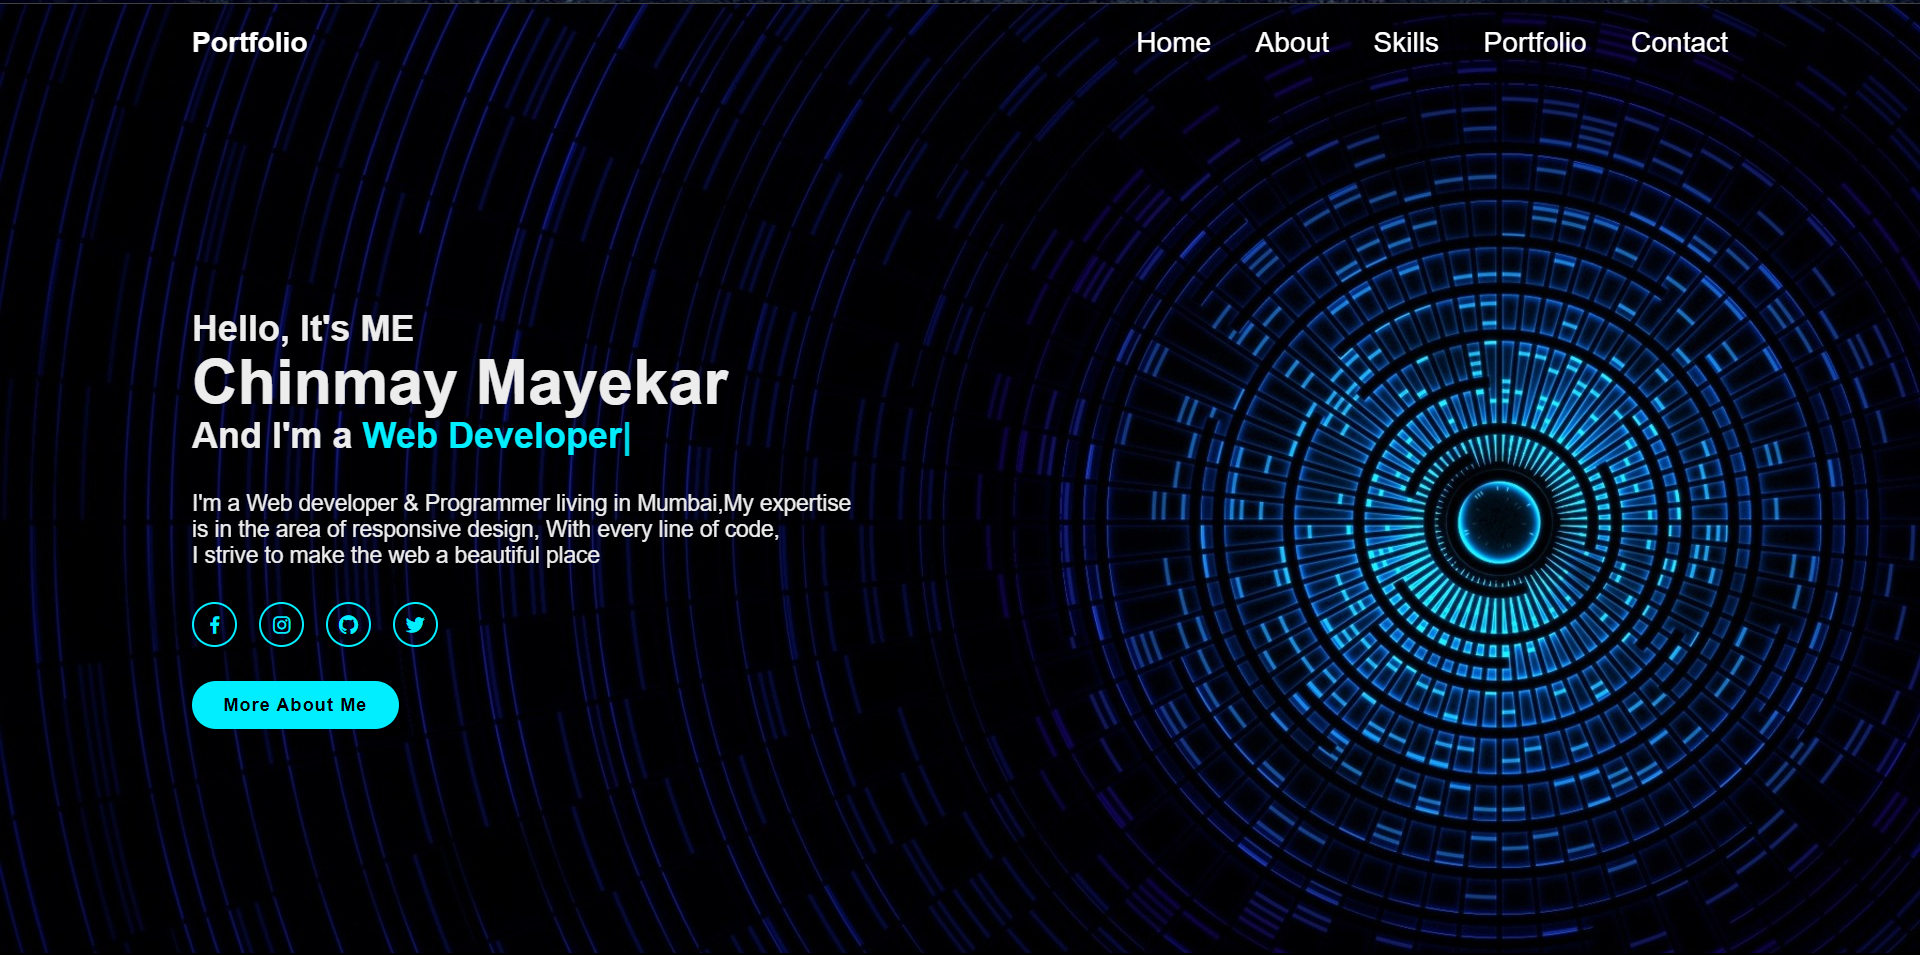 Portfolio
Home About Skills Portfolio Contact
Hello, It's ME
Chinmay Mayekar
And I'm a Web Developer|
I'm a Web developer & Programmer living in Mumbai,My expertise
is in the area of responsive design, With every line of code,
I strive to make the web a beautiful place
More About Me